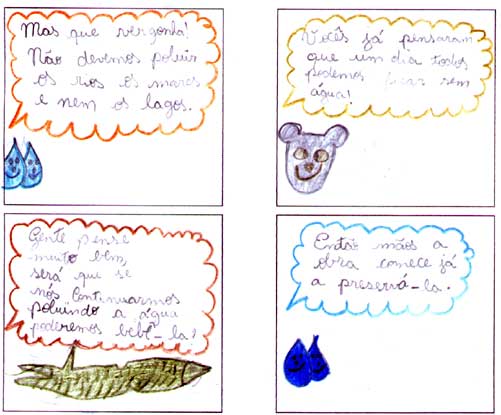 Mas que vergonha!
Não devemos poluir
os rios os mares
e nem os lagos.
Vocês já pensaram
que um dia todos
podemos ficar sem
água!
Gente pense
muito bem,
será que se
nós continuarmos
poluindo a água
poderemos bebê-la!
Então mãos a
obra comece já
a preservá-la.